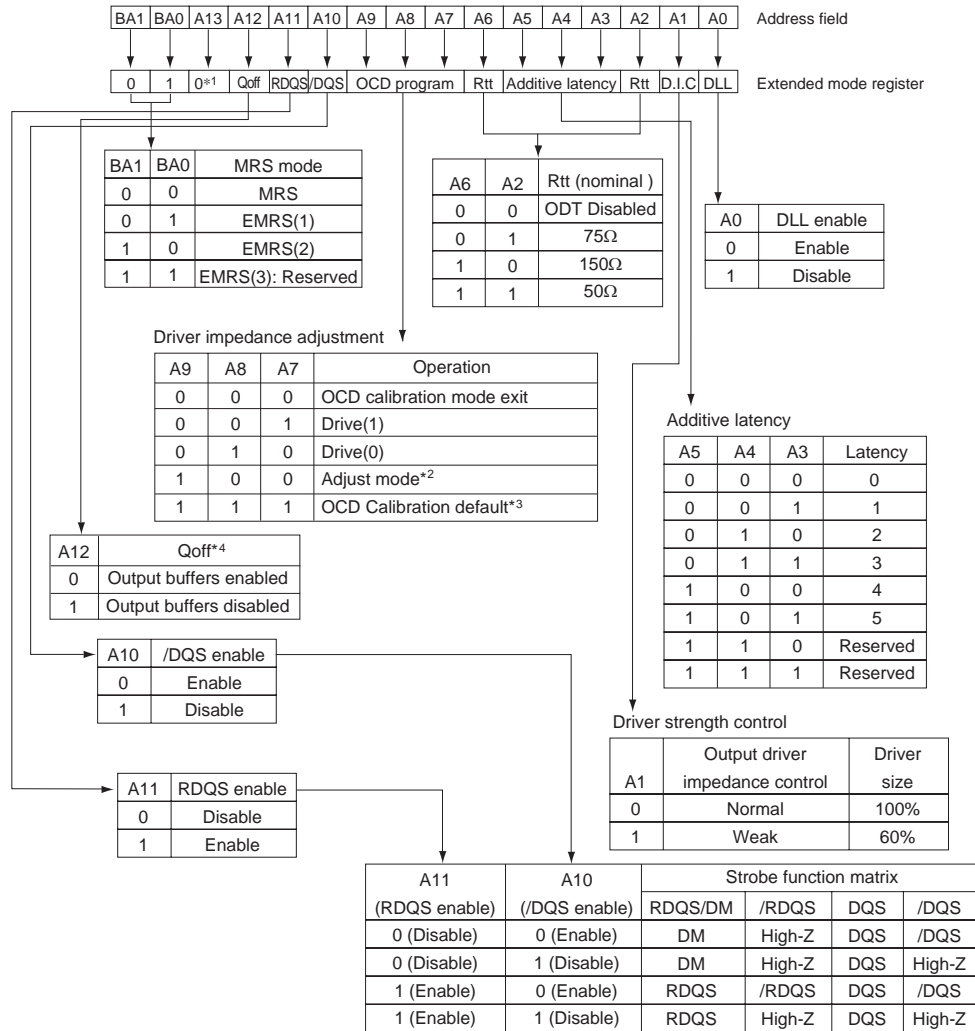 BA1 BA0 A13 A12 A11 A10 A9 A8 A7 A6 A5 A4 A3 A2 A1 A0 Address field
0 1 0*1 Qoff RDQS /DQS OCD program Rtt Additive latency Rtt D.I.C DLL Extended mode register
BA1 BA0 MRS mode
0 0 MRS
0 1 EMRS(1)
1 0 EMRS(2)
1 1 EMRS(3): Reserved
A6 A2 Rtt (nominal )
0 0 ODT Disabled
0 1 75Ω
1 0 150Ω
1 1 50Ω
A0 DLL enable
0 Enable
1 Disable
Driver impedance adjustment
A9 A8 A7 Operation
0 0 0 OCD calibration mode exit
0 0 1 Drive(1)
0 1 0 Drive(0)
1 0 0 Adjust mode*2
1 1 1 OCD Calibration default*3
Additive latency
A5 A4 A3 Latency
0 0 0 0
0 0 1 1
0 1 0 2
0 1 1 3
1 0 0 4
1 0 1 5
1 1 0 Reserved
1 1 1 Reserved
A12 Qoff*4
0 Output buffers enabled
1 Output buffers disabled
A10 /DQS enable
0 Enable
1 Disable
Driver strength control
Output driver Driver
A1 impedance control size
0 Normal 100%
1 Weak 60%
A11 RDQS enable
0 Disable
1 Enable
A11 A10 Strobe function matrix
(RDQS enable) (/DQS enable) RDQS/DM /RDQS DQS /DQS
0 (Disable) 0 (Enable) DM High-Z DQS /DQS
0 (Disable) 1 (Disable) DM High-Z DQS High-Z
1 (Enable) 0 (Enable) RDQS /RDQS DQS /DQS
1 (Enable) 1 (Disable) RDQS High-Z DQS High-Z